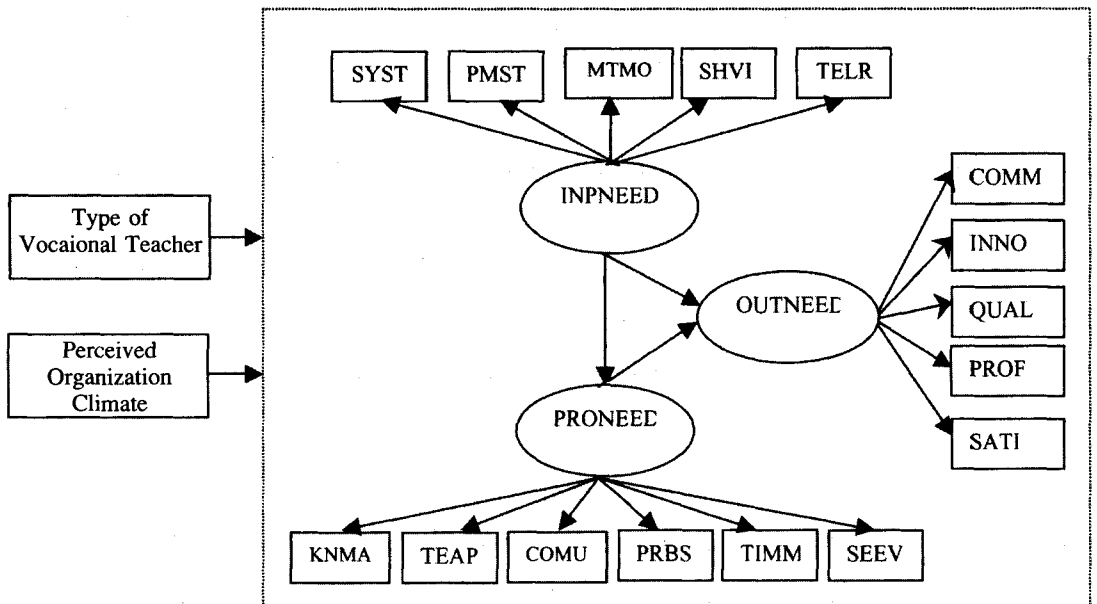 SYST
PMST
MTMO
SHVI
TELR
INPNEED
COMM
INNO
QUAL
PROF
SATI
OUTNEED
Type of
Vocaional Teacher
Perceived
Organization
Climate
PRONEED
KNMA
TEAP
COMU
PRBS
TIMM
SEEV